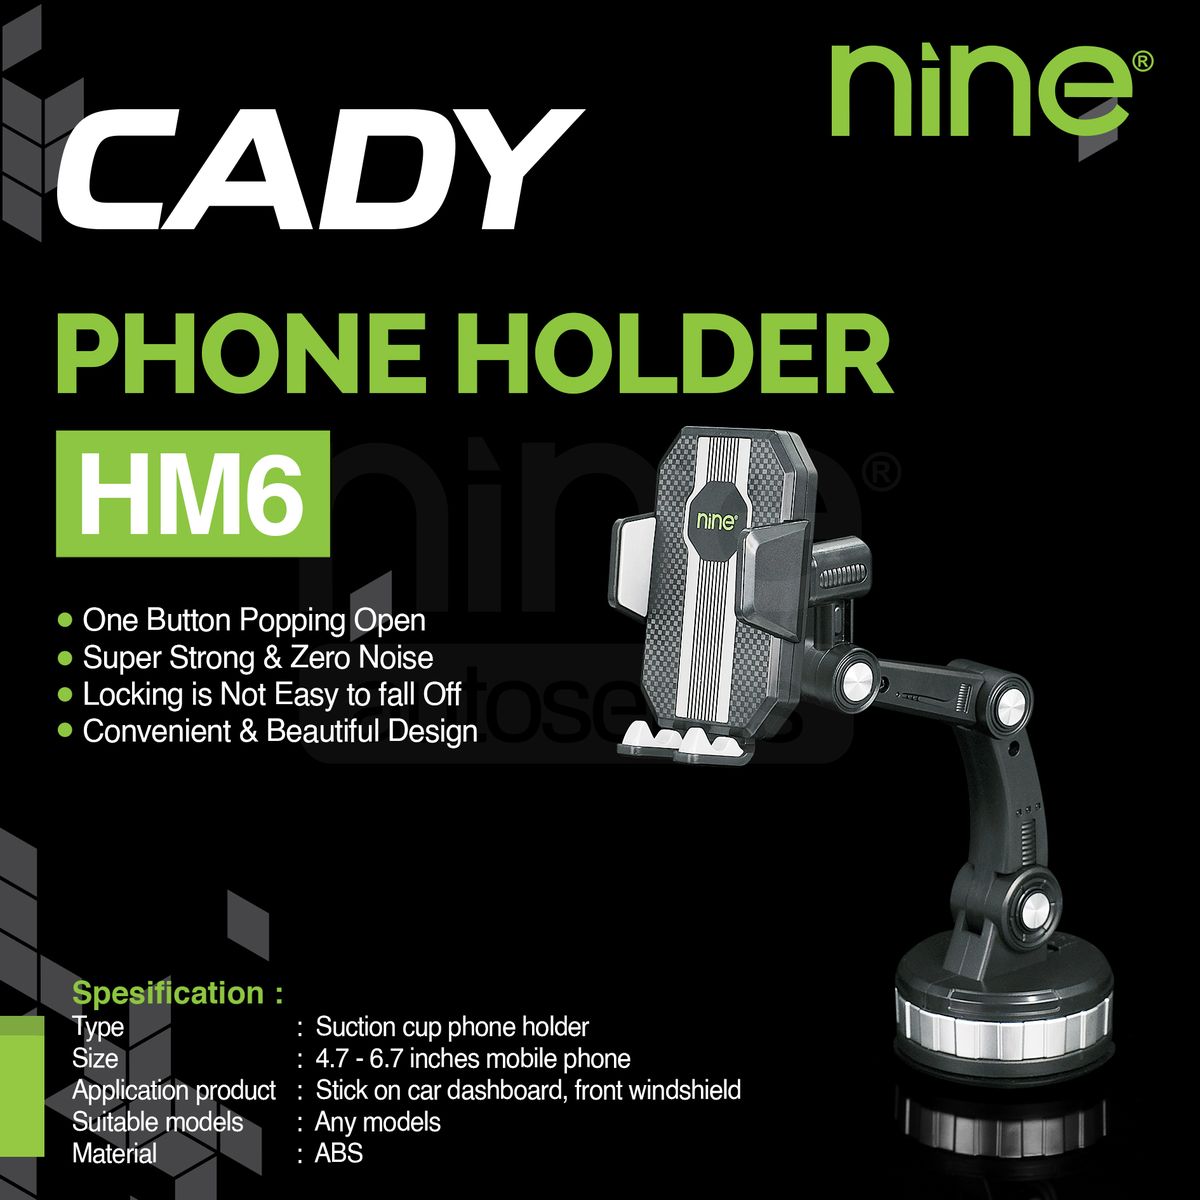 nine®
CADY
PHONE HOLDER
HM6
nine®
nine®
autoseries
One Button Popping Open
Super Strong & Zero Noise
Locking is Not Easy to fall Off
Convenient & Beautiful Design
Spesification :
Type : Suction cup phone holder
Size : 4.7 - 6.7 inches mobile phone
Application product : Stick on car dashboard, front windshield
Suitable models : Any models
Material : ABS